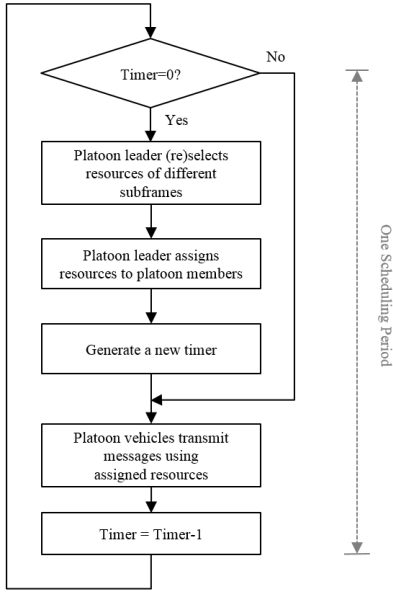 Timer=0?
No
Yes
Platoon leader (re)selects
resources of different
subframes
Platoon leader assigns
resources to platoon members
Generate a new timer
Platoon vehicles transmit
messages using
assigned resources
Timer = Timer-1
One Scheduling Period